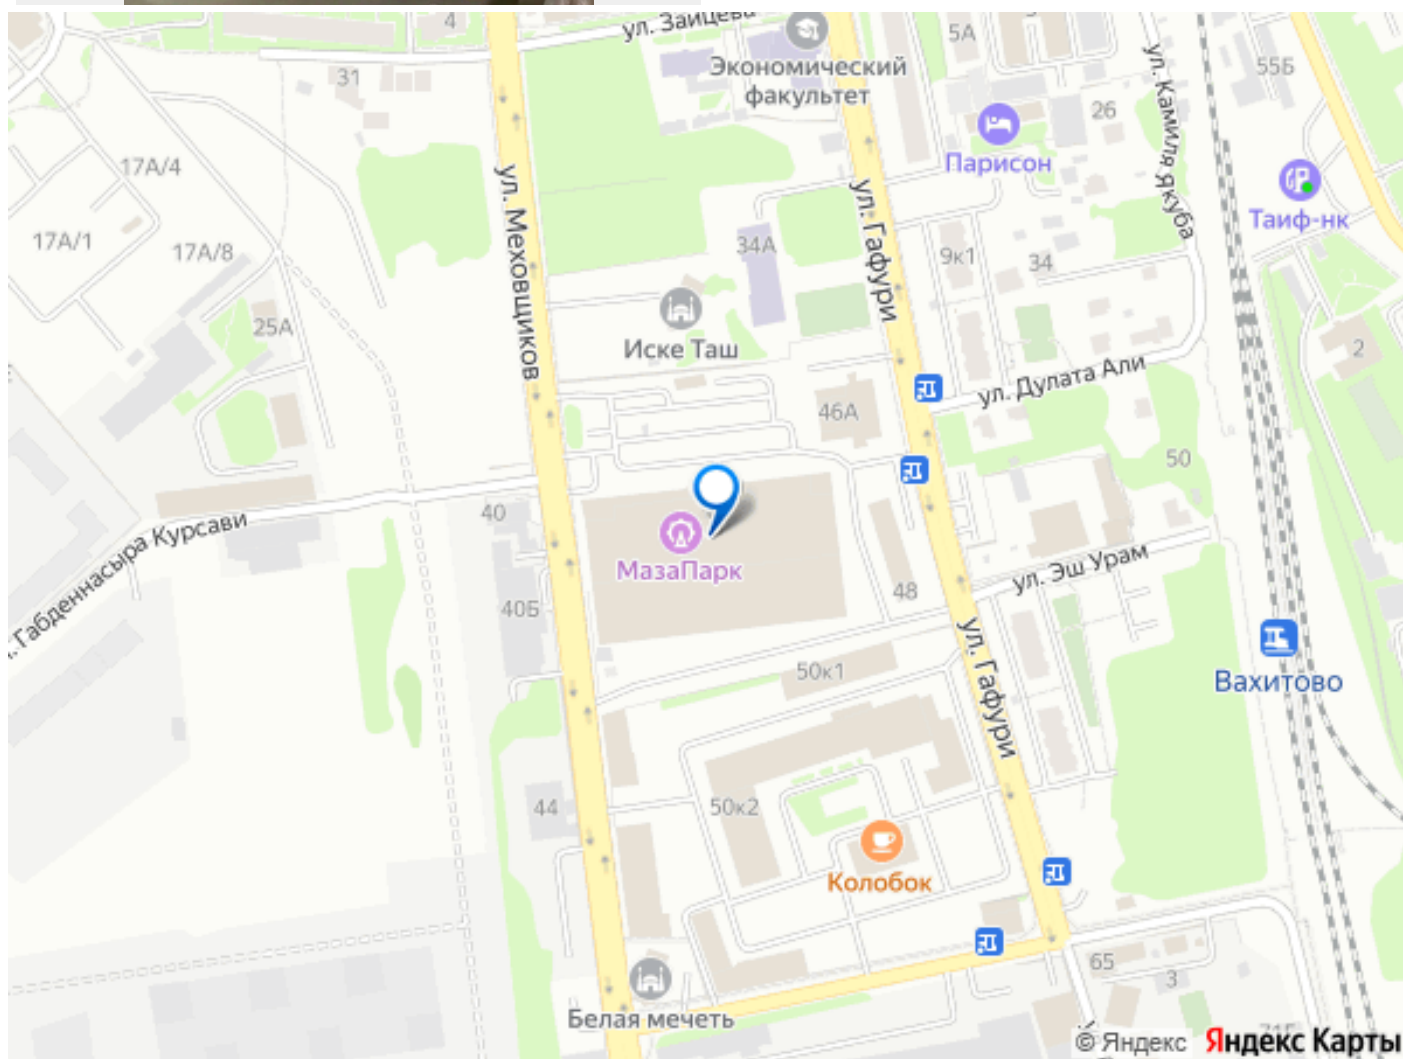 4
ул. Зайцева
5А
Экономический
факультет
31
55Б
26
ул. Камиля Якуба
17А/4
Парисон
ул. Меховщиков
ул. Гафури
Таиф-нк
17А/1
17А/8
34А
9к1
34
25А
Иске Таш
2
ул. Дулата Али
46А
50
40
Габденнасыра Курсави
МазаПарк
ул. Эш Урам
48
40Б
ул. Гафури
50к1
Вахитово
44
50к2
Колобок
65
3
Белая мечеть
© Яндекс Яндекс Карты